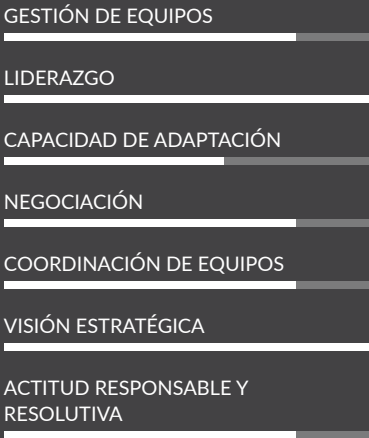 GESTIÓN DE EQUIPOS
LIDERAZGO
CAPACIDAD DE ADAPTACIÓN
NEGOCIACIÓN
COORDINACIÓN DE EQUIPOS
VISIÓN ESTRATÉGICA
ACTITUD RESPONSABLE Y
RESOLUTIVA